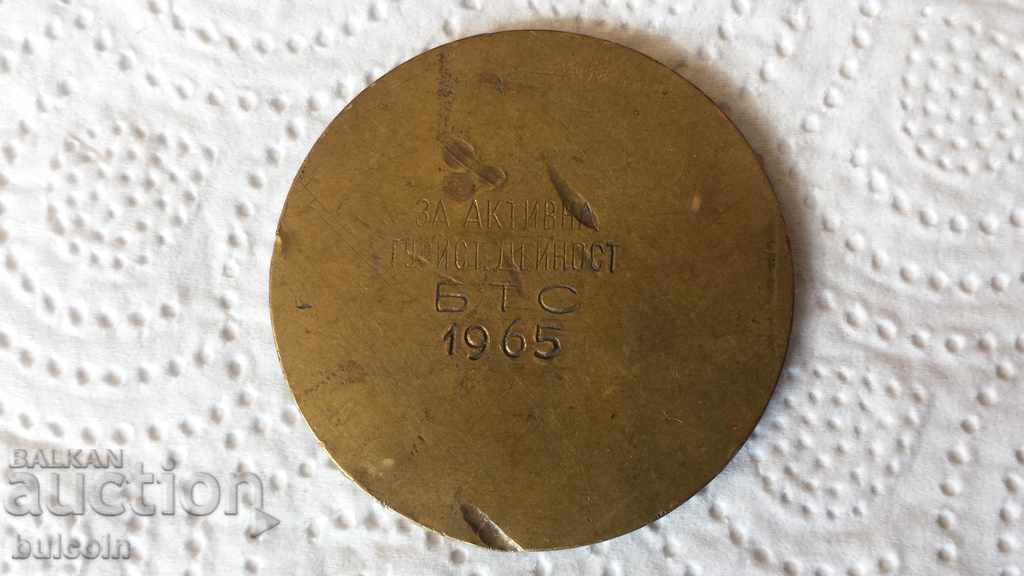 ЗА АКТИВНА
ТУРИСТ. ДЕЙНОСТ
БТС
1965
BALKAN
auction
bulcoin